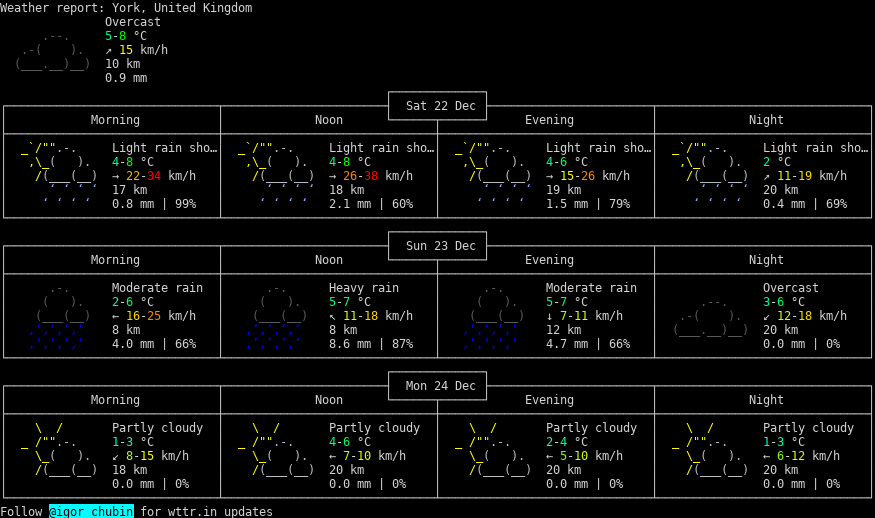 Weather report: York, United Kingdom
Overcast
5-8 °C
↗ 15 km/h
10 km
0.9 mm
Sat 22 Dec
Morning Noon Evening Night
Light rain sho… Light rain sho… Light rain sho… Light rain sho…
4-8 °C 4-8 °C 4-6 °C 2 °C
→ 22-34 km/h → 26-38 km/h → 15-26 km/h ↗ 11-19 km/h
17 km 18 km 19 km 20 km
0.8 mm | 99% 2.1 mm | 60% 1.5 mm | 79% 0.4 mm | 69%
Sun 23 Dec
Morning Noon Evening Night
Moderate rain Heavy rain Moderate rain Overcast
2-6 °C 5-7 °C 5-7 °C 3-6 °C
← 16-25 km/h ↖ 11-18 km/h ↓ 7-11 km/h ↙ 12-18 km/h
8 km 8 km 12 km 20 km
4.0 mm | 66% 8.6 mm | 87% 4.7 mm | 66% 0.0 mm | 0%
Mon 24 Dec
Morning Noon Evening Night
Partly cloudy Partly cloudy Partly cloudy Partly cloudy
1-3 °C 4-6 °C 2-4 °C 1-3 °C
↙ 8-15 km/h ← 7-10 km/h ← 5-10 km/h ← 6-12 km/h
18 km 20 km 20 km 20 km
0.0 mm | 0% 0.0 mm | 0% 0.0 mm | 0% 0.0 mm | 0%
Follow @igor_chubin for wttr.in updates